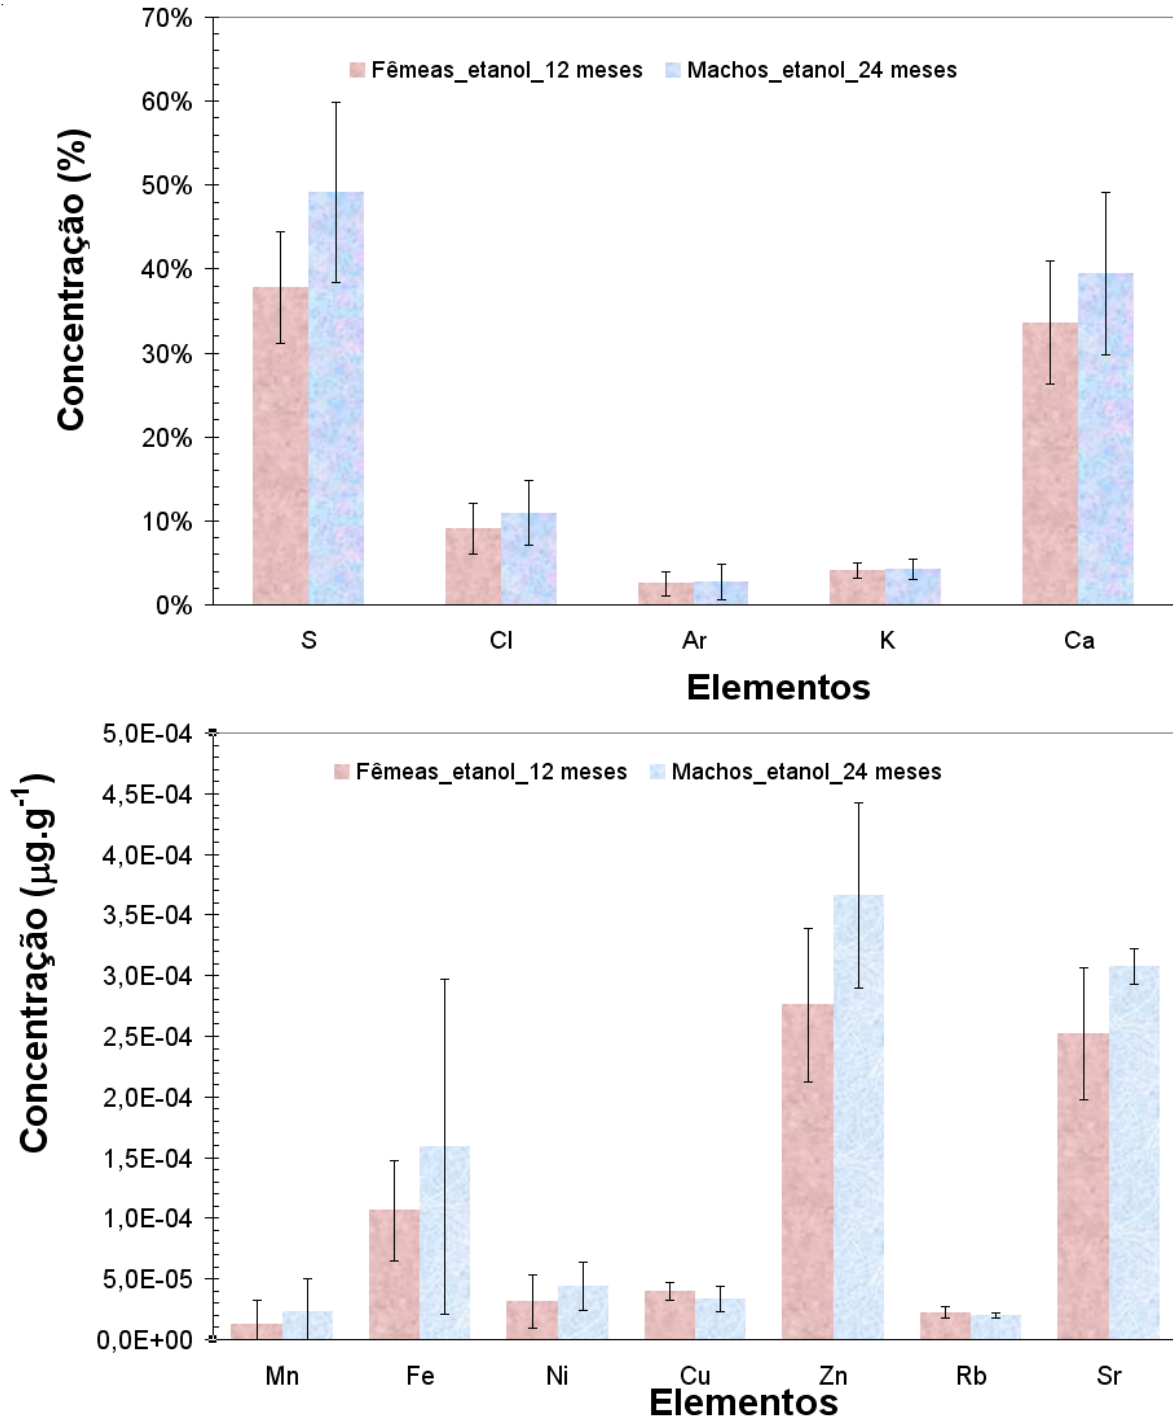 70%
Fêmeas_etanol_12 meses Machos_etanol_24 meses
60%
50%
40%
30%
20%
10%
0%
Concentração (%)
S Cl Ar K Ca
Elementos
5,0E-04
Fêmeas_etanol_12 meses Machos_etanol_24 meses
4,5E-04
4,0E-04
3,5E-04
3,0E-04
2,5E-04
2,0E-04
1,5E-04
1,0E-04
5,0E-05
0,0E+00
Concentração (µg.g⁻¹)
Mn Fe Ni Cu Zn Rb Sr
Elementos